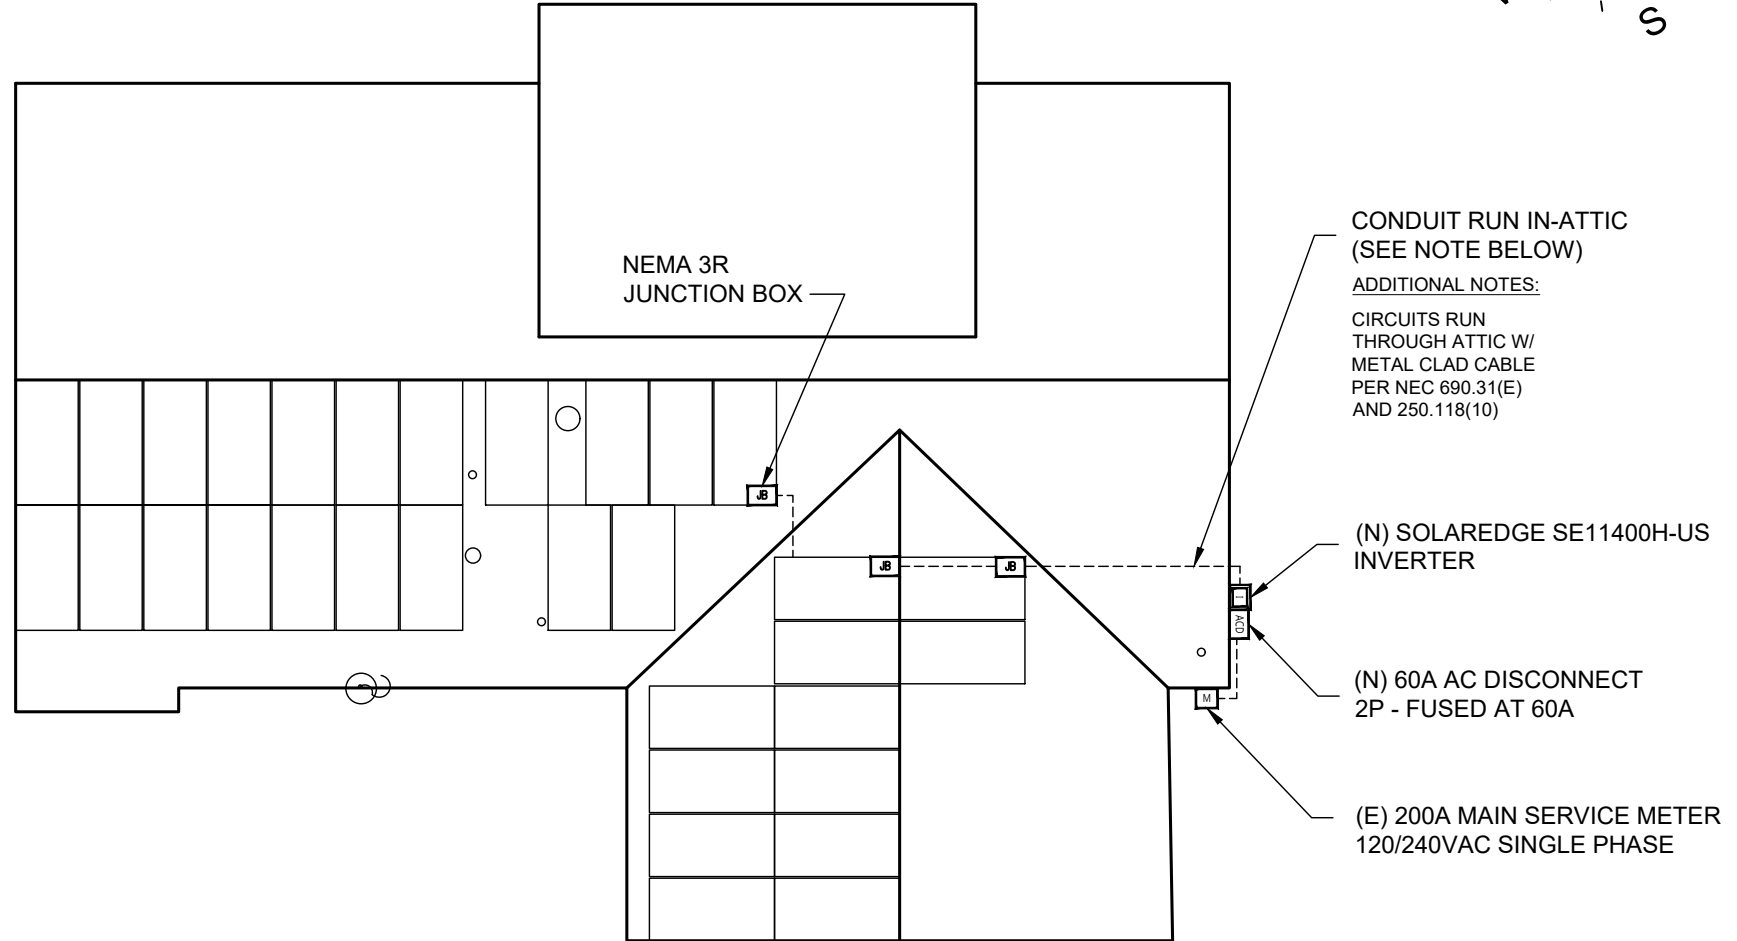 S
CONDUIT RUN IN-ATTIC
(SEE NOTE BELOW)
ADDITIONAL NOTES:
CIRCUITS RUN
THROUGH ATTIC W/
METAL CLAD CABLE
PER NEC 690.31(E)
AND 250.118(10)
NEMA 3R
JUNCTION BOX
JB
JB
JB
(N) SOLAREDGE SE11400H-US
INVERTER
I
ACD
(N) 60A AC DISCONNECT
2P - FUSED AT 60A
M
(E) 200A MAIN SERVICE METER
120/240VAC SINGLE PHASE